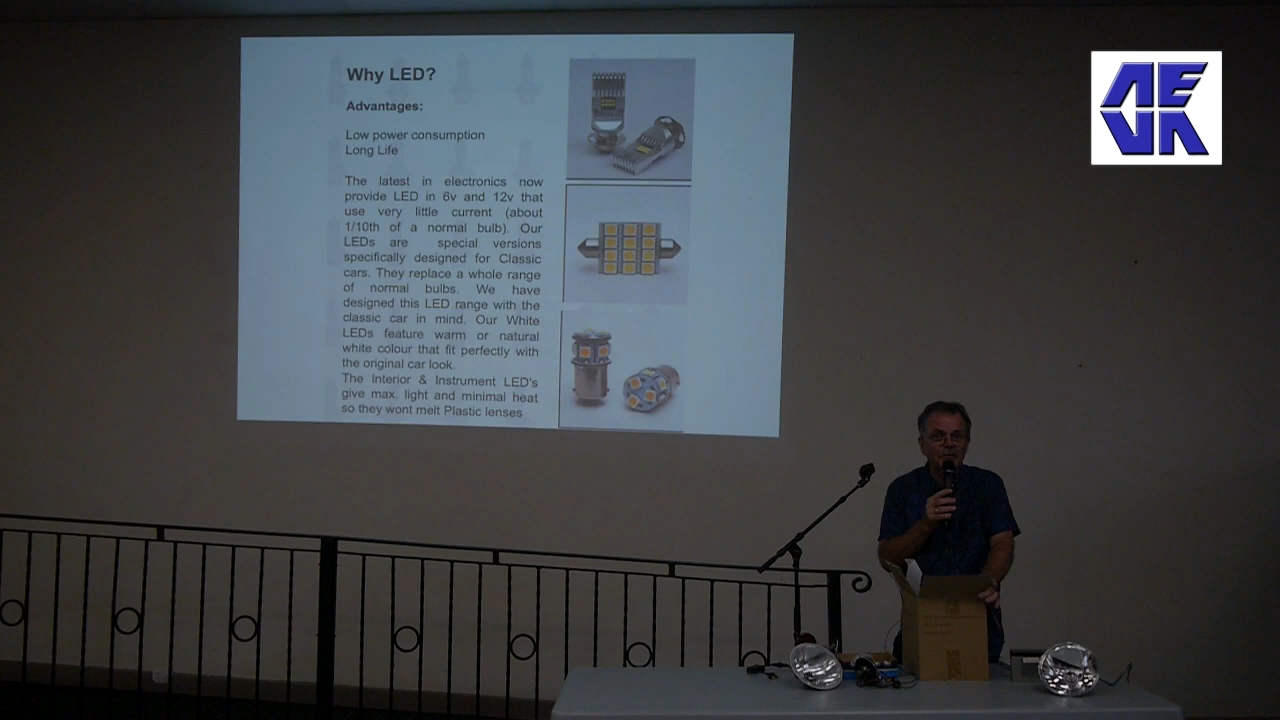 Why LED?
Advantages:
Low power consumption
Long Life
The latest in electronics now
provide LED in 6v and 12v that
use very little current (about
1/10th of a normal bulb). Our
LEDs are special versions
specifically designed for Classic
cars. They replace a whole range
of normal bulbs. We have
designed this LED range with the
classic car in mind. Our White
LEDs feature warm or natural
white colour that fit perfectly with
the original car look.
The Interior & Instrument LED's
give max. light and minimal heat
so they wont melt Plastic lenses